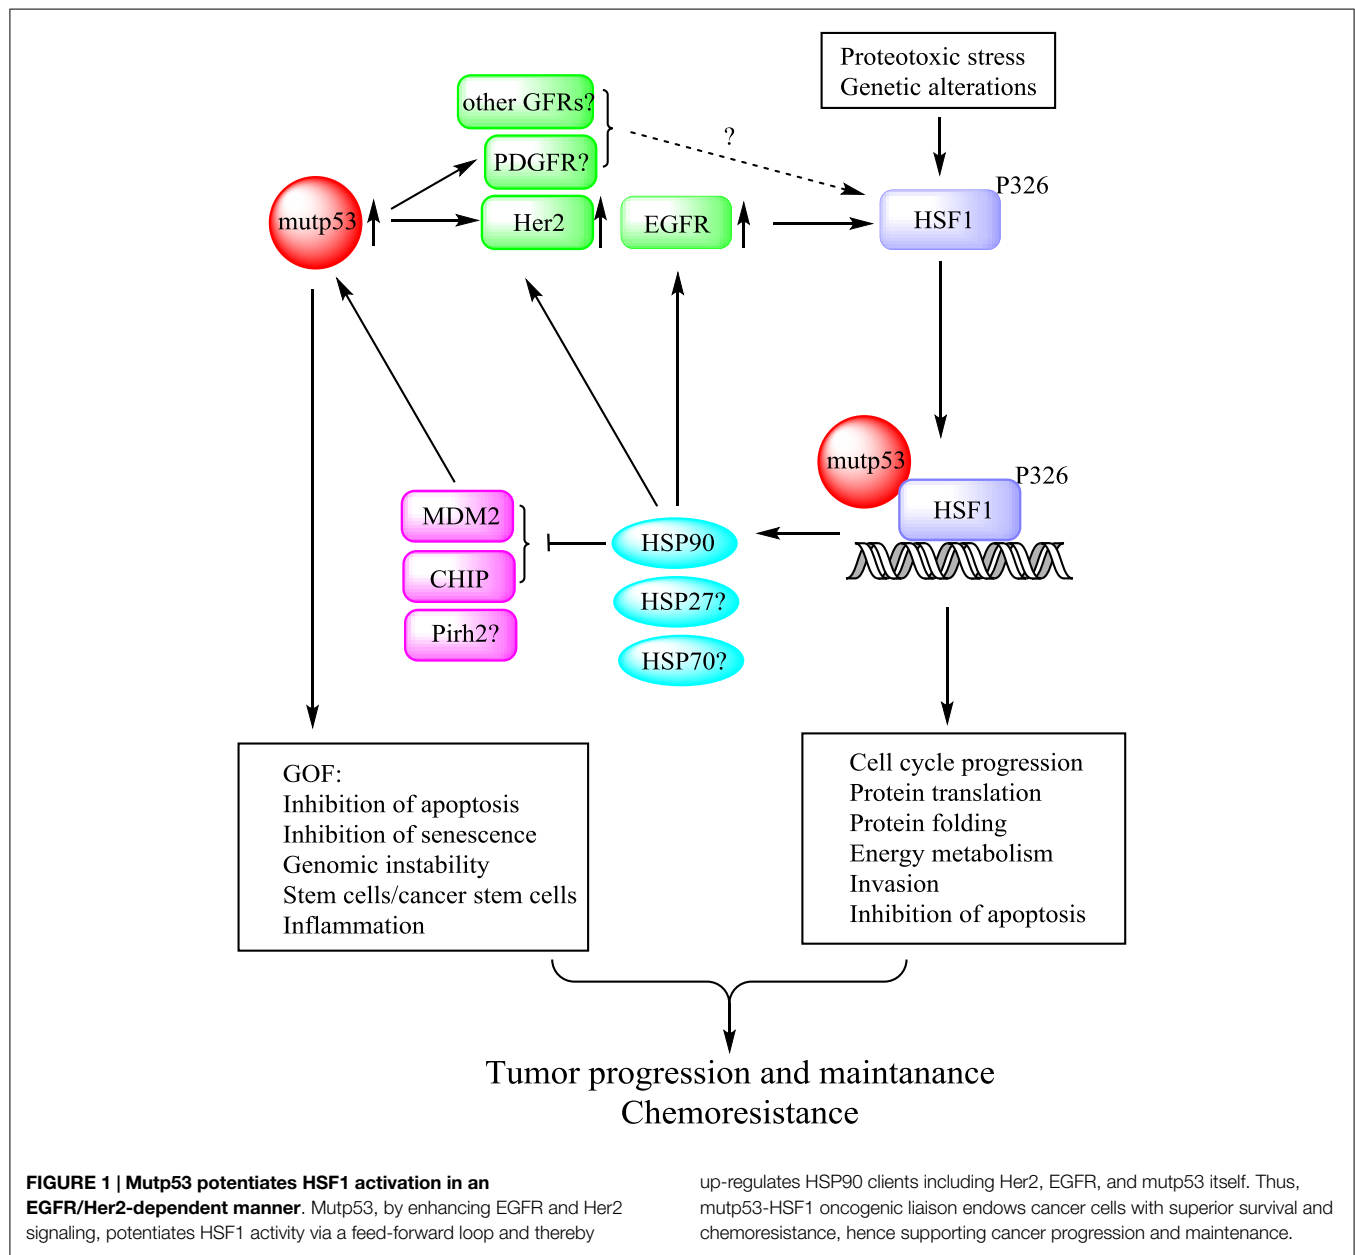 Proteotoxic stress
Genetic alterations
other GFRs?
PDGFR?
?
P326
mutp53
Her2
EGFR
HSF1
mutp53
P326
HSF1
MDM2
CHIP
Pirh2?
HSP90
HSP27?
HSP70?
GOF:
Inhibition of apoptosis
Inhibition of senescence
Genomic instability
Stem cells/cancer stem cells
Inflammation
Cell cycle progression
Protein translation
Protein folding
Energy metabolism
Invasion
Inhibition of apoptosis
Tumor progression and maintanance
Chemoresistance
FIGURE 1 | Mutp53 potentiates HSF1 activation in an
EGFR/Her2-dependent manner. Mutp53, by enhancing EGFR and Her2
signaling, potentiates HSF1 activity via a feed-forward loop and thereby
up-regulates HSP90 clients including Her2, EGFR, and mutp53 itself. Thus,
mutp53-HSF1 oncogenic liaison endows cancer cells with superior survival and
chemoresistance, hence supporting cancer progression and maintenance.